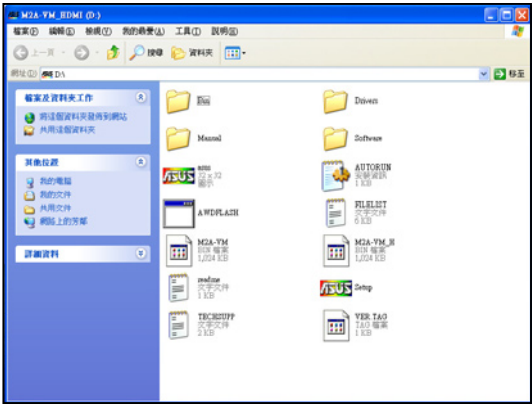 M2A-VM_HDMI (D:)
檔案(F) 編輯(E) 檢視(V) 我的最愛(A) 工具(T) 說明(H)
上一頁 搜尋 資料夾
網址(D) D:\ 移至
檔案及資料夾工作
將這個資料夾發佈到網站
共用這個資料夾
其他位置
我的電腦
我的文件
共用文件
網路上的芳鄰
詳細資料
Drivers
Manual
Software
asus
32 x 32
圖示
AUTORUN
安裝資訊
1 KB
AWDFLASH
FILELIST
文字文件
6 KB
M2A-VM
BIN 檔案
1,024 KB
M2A-VM_H
BIN 檔案
1,024 KB
readme
文字文件
1 KB
ASUS
Setup
TECHSUPP
文字文件
2 KB
VER.TAG
TAG 檔案
1 KB